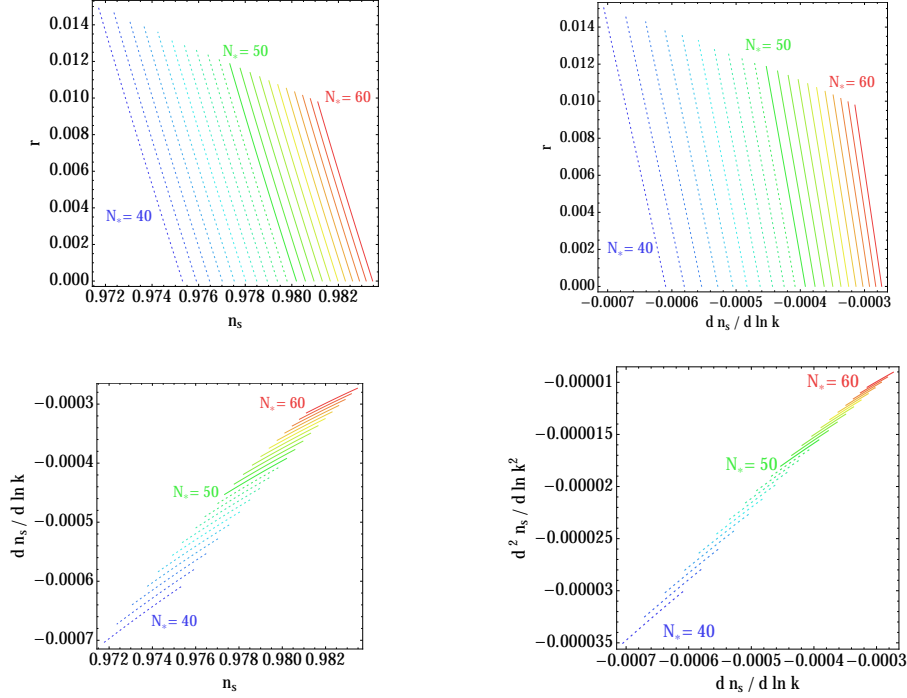 0.014
0.012
0.010
0.008
0.006
0.004
0.002
0.000
r
N* = 50
N* = 60
N* = 40
0.972 0.974 0.976 0.978 0.980 0.982
ns
0.014
0.012
0.010
0.008
0.006
0.004
0.002
0.000
r
N* = 50
N* = 60
N* = 40
−0.0007 −0.0006 −0.0005 −0.0004 −0.0003
d ns / d ln k
−0.0003
−0.0004
−0.0005
−0.0006
−0.0007
d ns / d ln k
N* = 60
N* = 50
N* = 40
0.972 0.974 0.976 0.978 0.980 0.982
ns
−0.00001
−0.000015
−0.00002
−0.000025
−0.00003
−0.000035
d² ns / d ln k²
N* = 60
N* = 50
N* = 40
−0.0007 −0.0006 −0.0005 −0.0004 −0.0003
d ns / d ln k